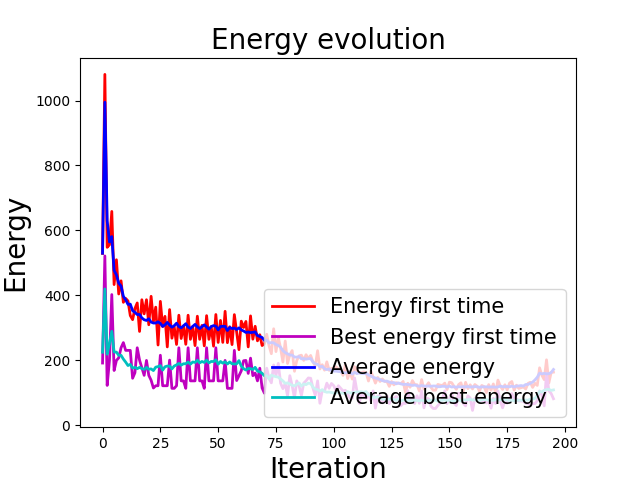 Energy evolution
Energy
1000
800
600
400
200
0
Energy first time
Best energy first time
Average energy
Average best energy
0 25 50 75 100 125 150 175 200
Iteration